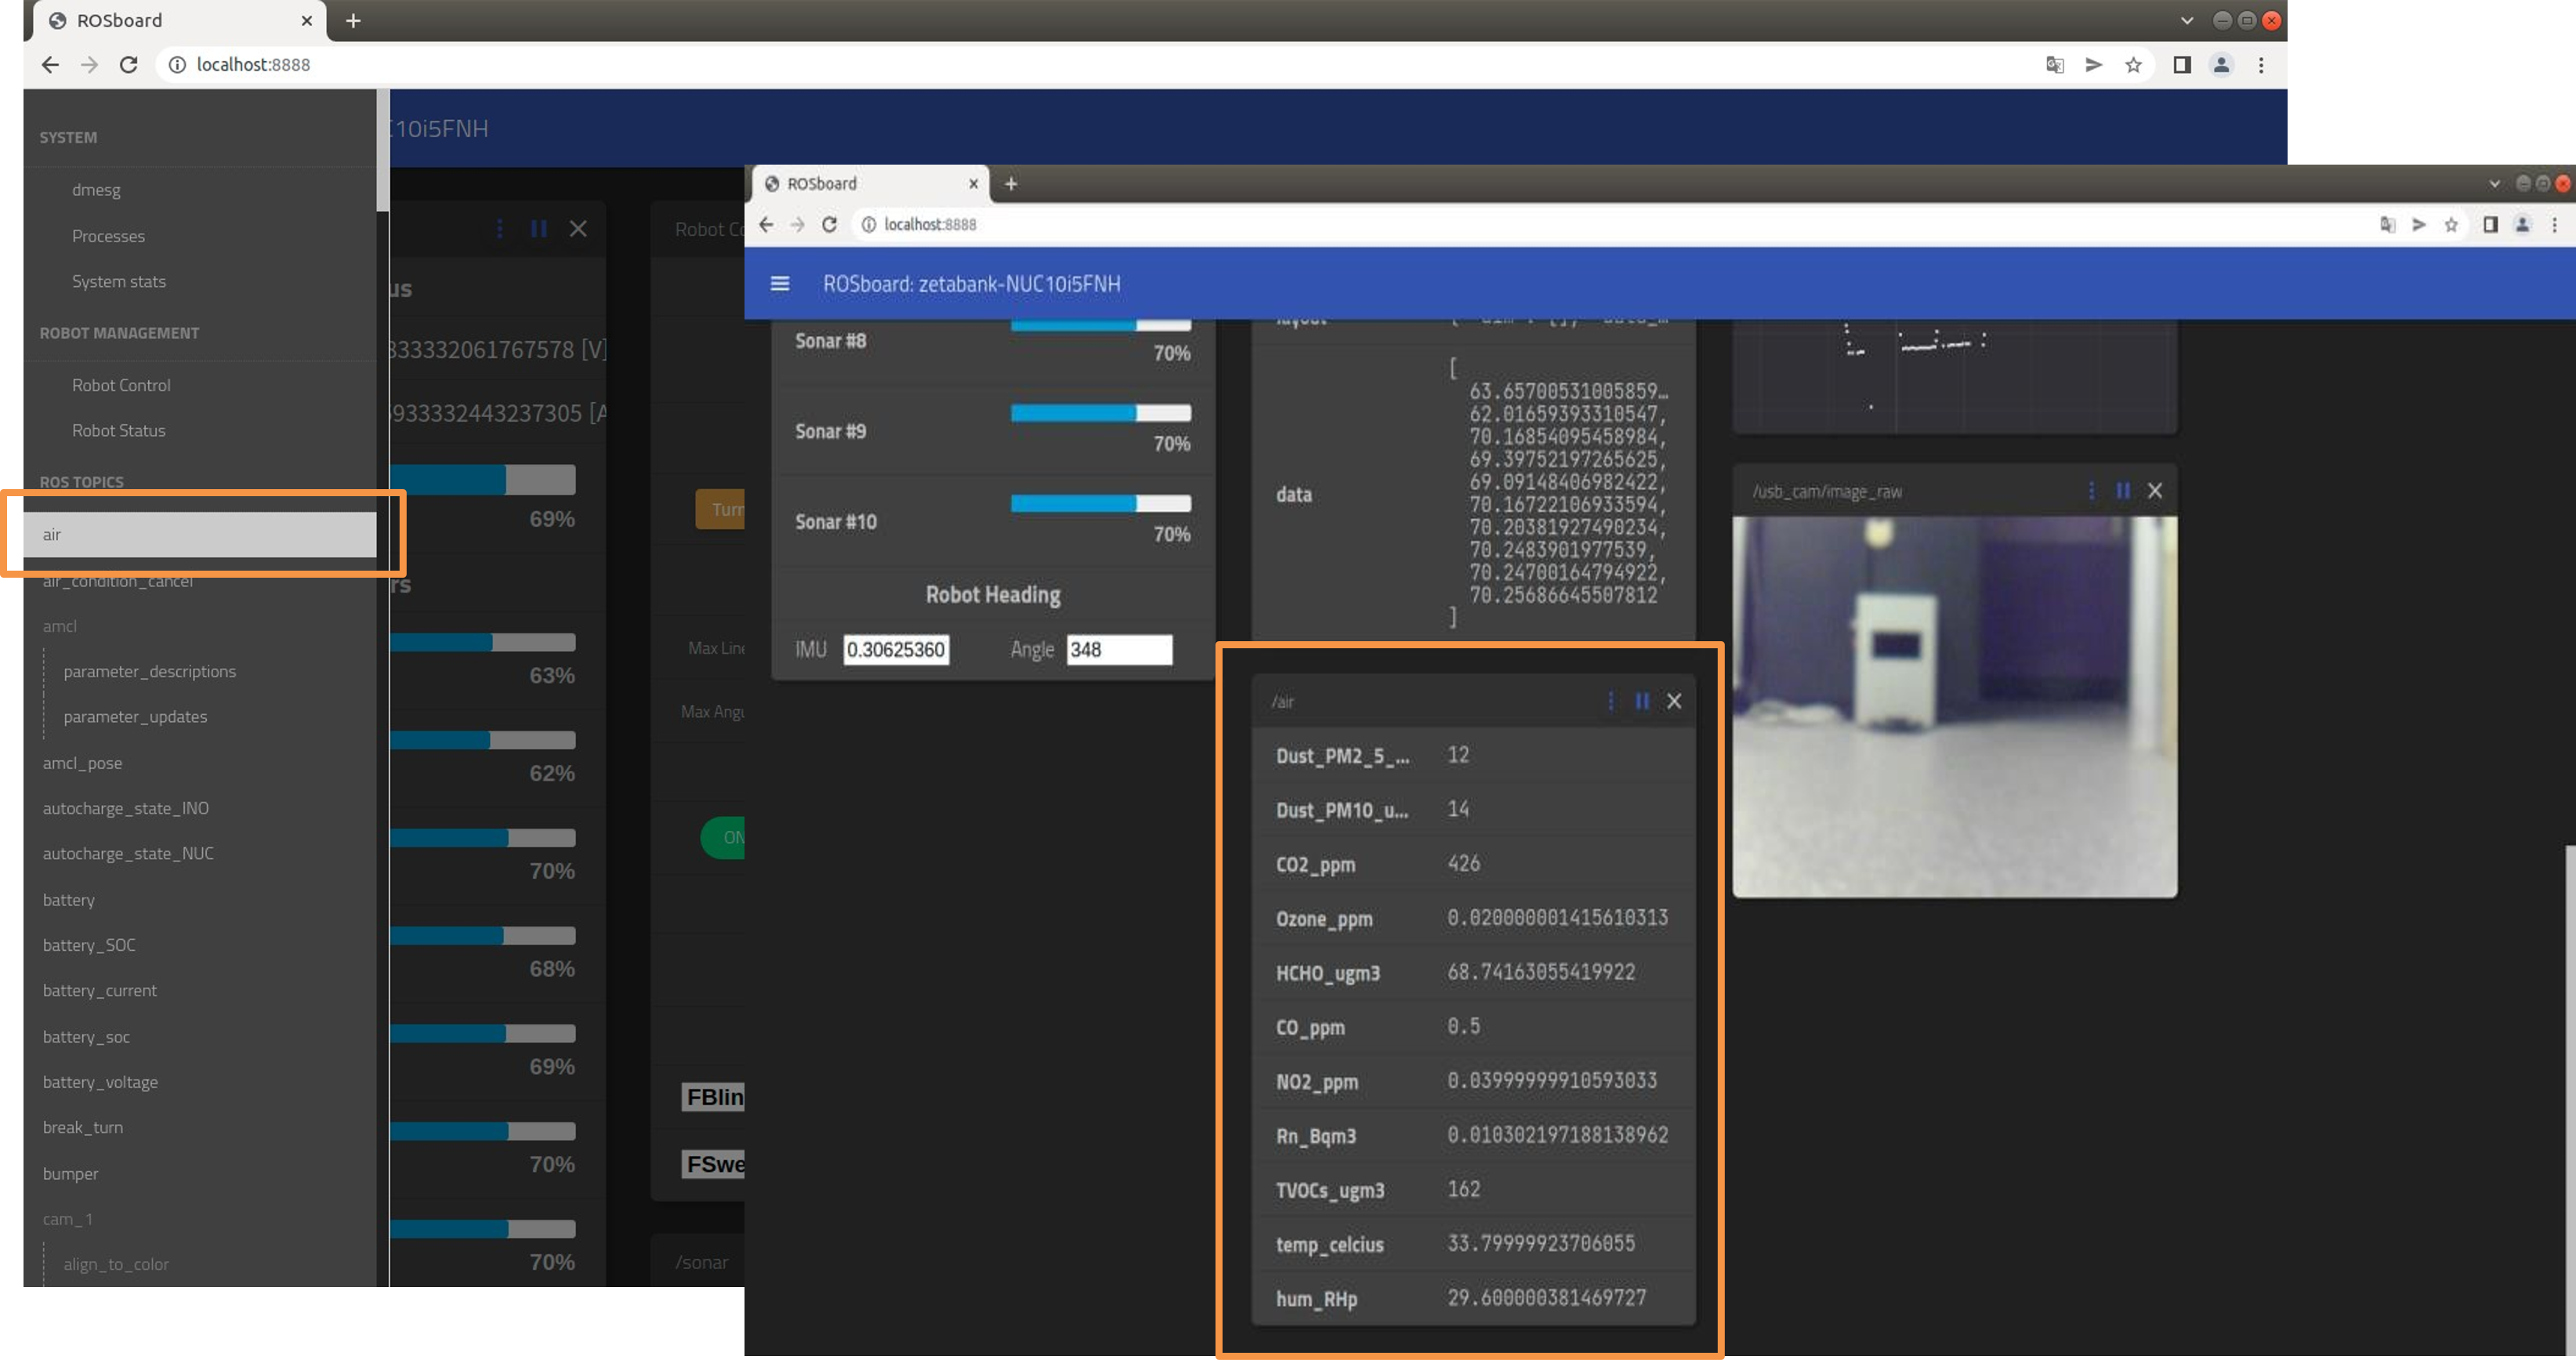 ROSboard
localhost:8888
C10i5FNH
SYSTEM
dmesg
Processes
System stats
ROBOT MANAGEMENT
Robot Control
Robot Status
ROS TOPICS
air
air_condition_cancel
amcl
parameter_descriptions
parameter_updates
amcl_pose
autocharge_state_INO
autocharge_state_NUC
battery
battery_SOC
battery_current
battery_soc
battery_voltage
break_turn
bumper
cam_1
align_to_color
us
833332061767578 [V]
933332443237305 [A
69%
rs
63%
62%
70%
68%
69%
70%
70%
Robot Co
Turn
Max Line
Max Angu
ON
FBlin
FSwe
/sonar
ROSboard
localhost:8888
ROSboard: zetabank-NUC10i5FNH
Sonar #8
70%
Sonar #9
70%
Sonar #10
70%
Robot Heading
IMU 0.30625360 Angle 348
data
[
63.65700531005859...
62.01659393310547,
70.16854095458984,
69.39752197265625,
69.09148406982422,
70.16722106933594,
70.20381927490234,
70.2483901977539,
70.24700164794922,
70.25686645507812
]
/air
Dust_PM2_5_... 12
Dust_PM10_u... 14
CO2_ppm 426
Ozone_ppm 0.020000001415610313
HCHO_ugm3 68.74163055419922
CO_ppm 0.5
NO2_ppm 0.03999999910593033
Rn_Bqm3 0.010302197188138962
TVOCs_ugm3 162
temp_celcius 33.79999923706055
hum_RHp 29.600000381469727
/usb_cam/image_raw